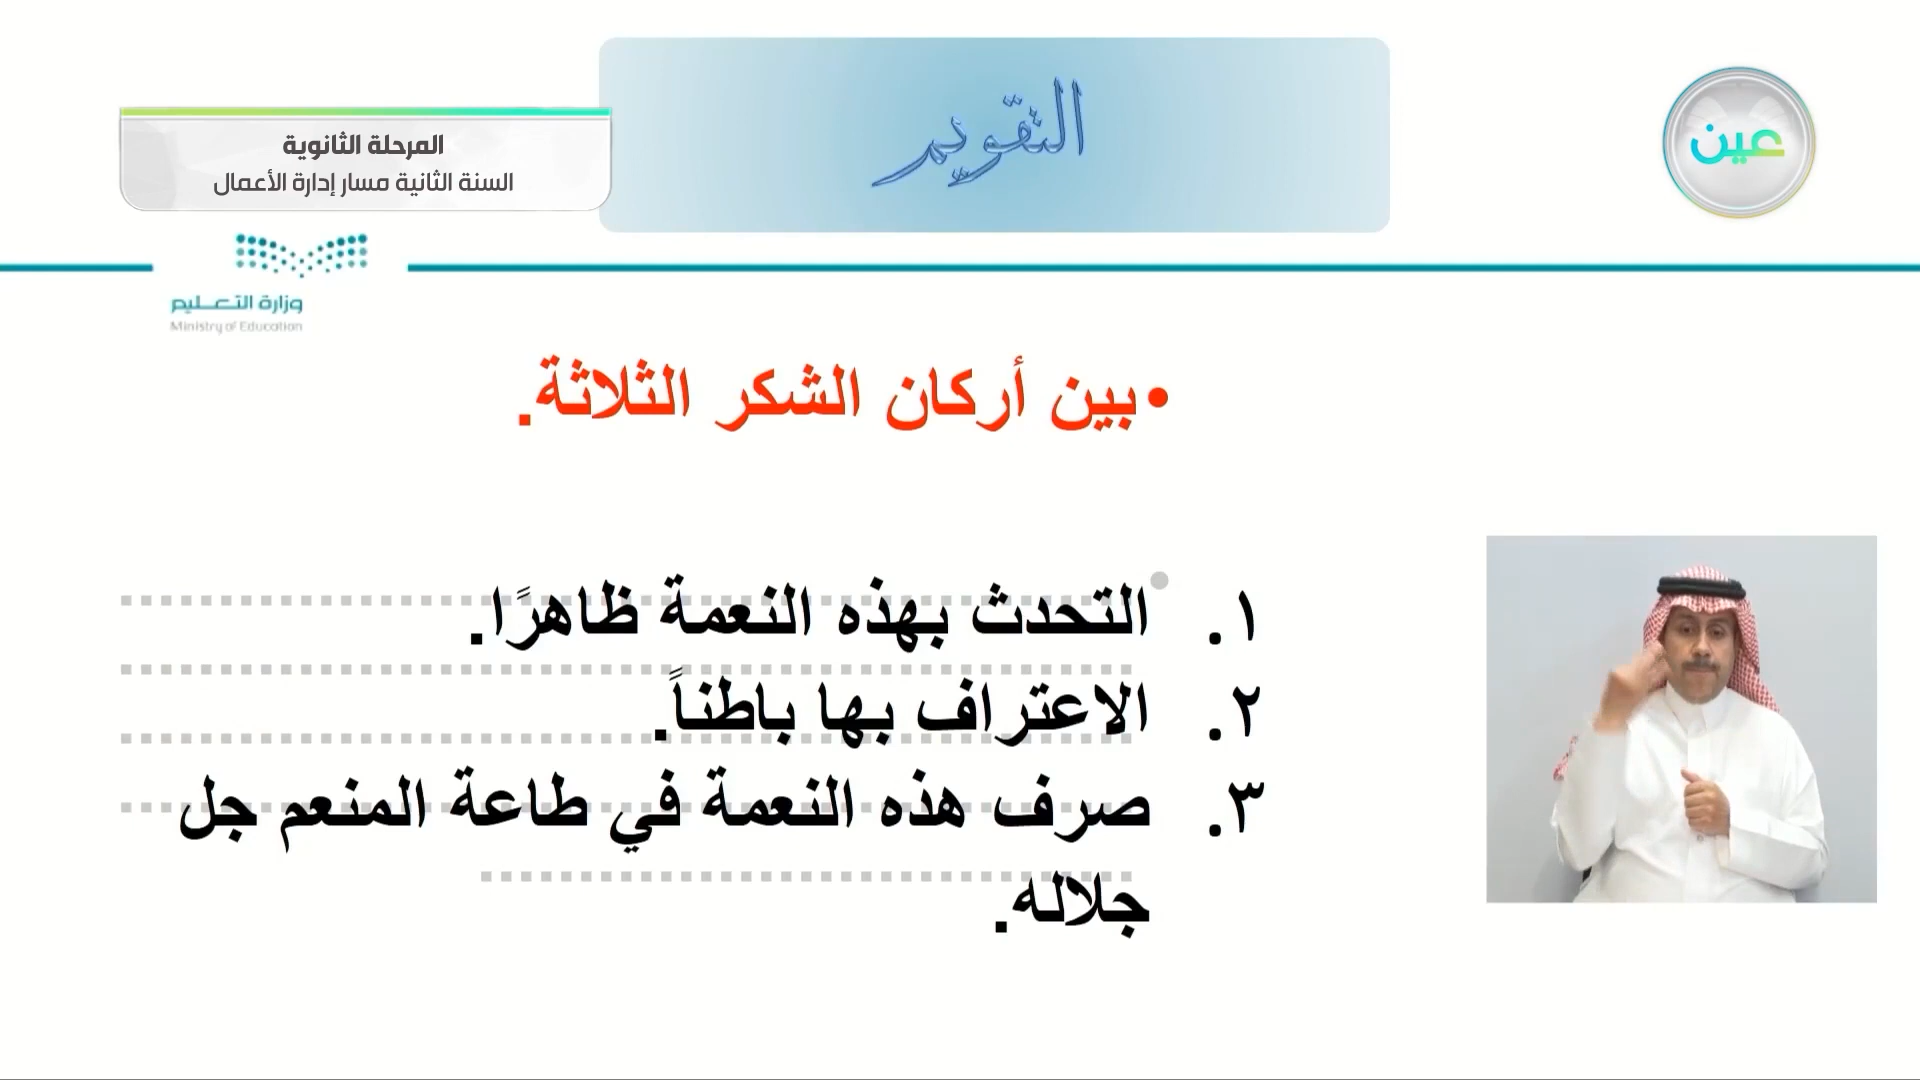 التقويم
المرحلة الثانوية
السنة الثانية مسار إدارة الأعمال
عين
وزارة التعليم
Ministry of Education
•بين أركان الشكر الثلاثة.
١. التحدث بهذه النعمة ظاهرًا.
٢. الاعتراف بها باطناً.
٣. صرف هذه النعمة في طاعة المنعم جل
جلاله.